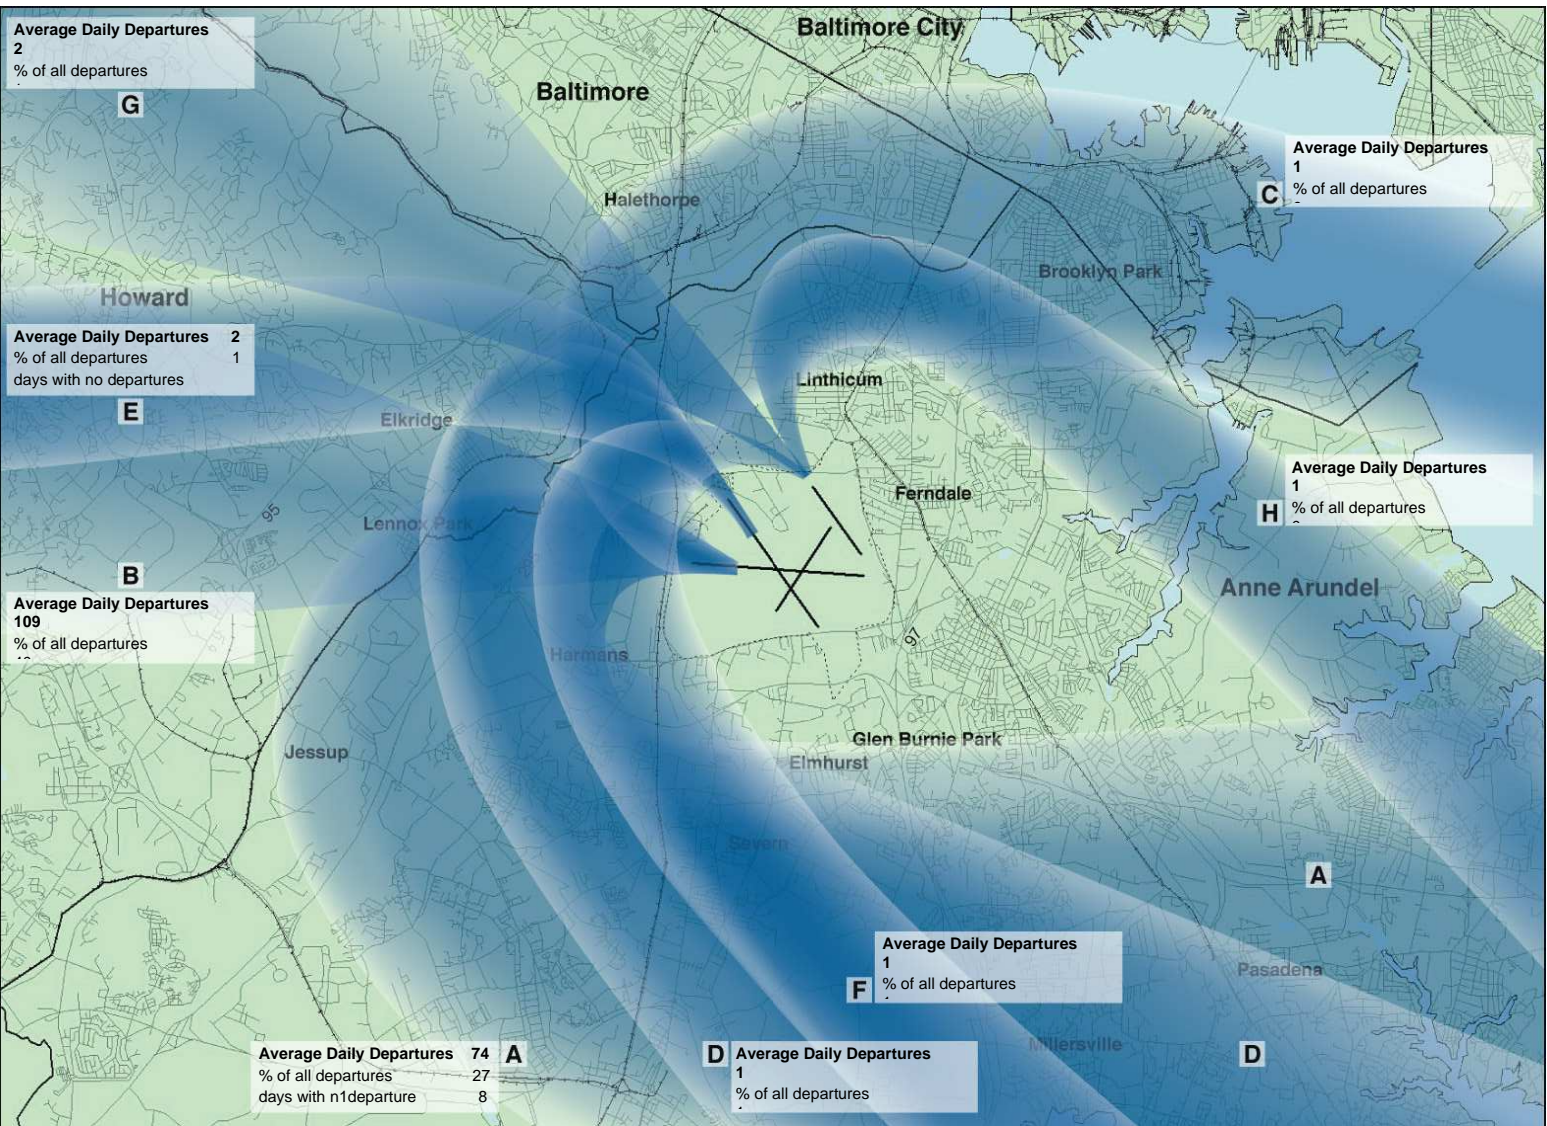 Baltimore City
Average Daily Departures
2
% of all departures
G
Baltimore
Average Daily Departures
1
% of all departures
C
Halethorpe
Brooklyn Park
Howard
Average Daily Departures 2
% of all departures 1
days with no departures
E
Linthicum
Elkridge
Average Daily Departures
1
% of all departures
H
Ferndale
Lennox Park
95
B
Average Daily Departures
109
% of all departures
Anne Arundel
97
Harmans
Jessup
Glen Burnie Park
Elmhurst
Severn
A
Average Daily Departures
1
% of all departures
F
Pasadena
Millersville
Average Daily Departures 74
% of all departures 27
days with n1departure 8
A
D
Average Daily Departures
1
% of all departures
D